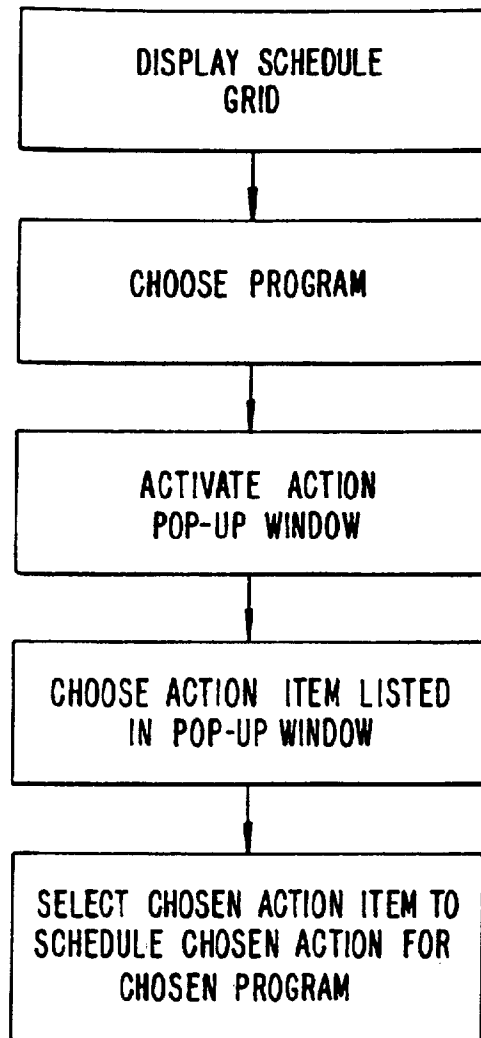 DISPLAY SCHEDULE
GRID
CHOOSE PROGRAM
ACTIVATE ACTION
POP-UP WINDOW
CHOOSE ACTION ITEM LISTED
IN POP-UP WINDOW
SELECT CHOSEN ACTION ITEM TO
SCHEDULE CHOSEN ACTION FOR
CHOSEN PROGRAM